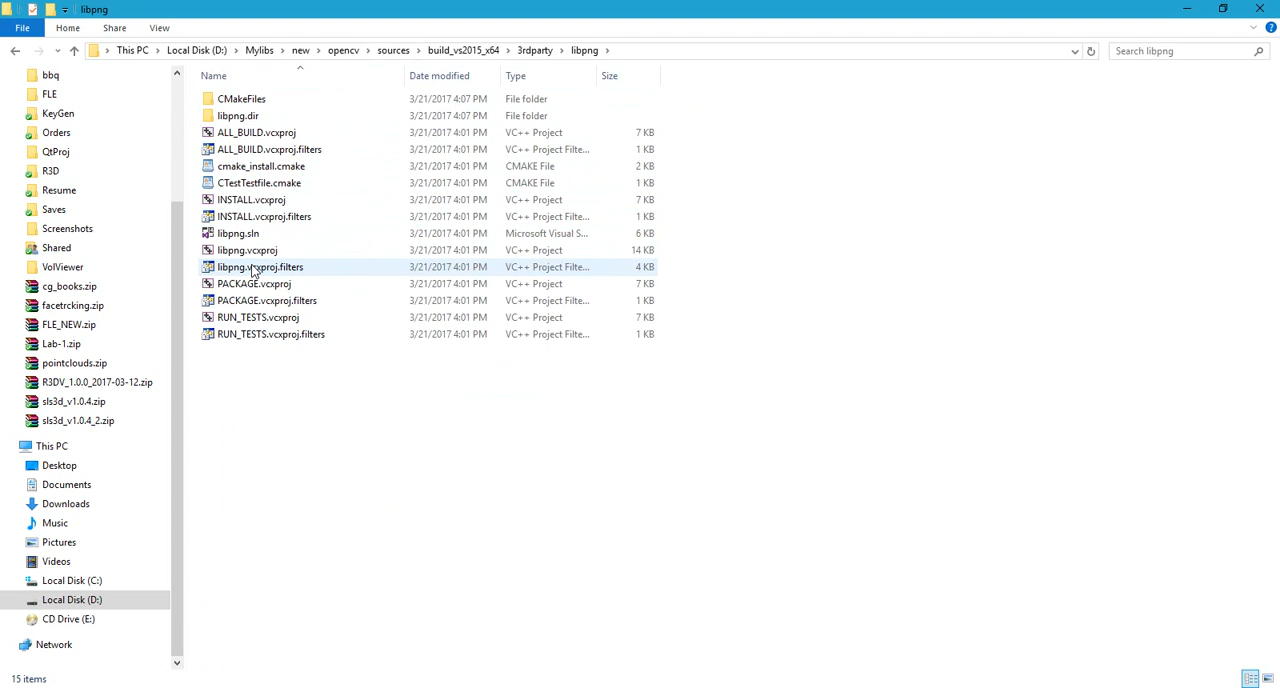 libpng
File Home Share View
This PC Local Disk (D:) Mylibs new opencv sources build_vs2015_x64 3rdparty libpng Search libpng
Name Date modified Type Size
CMakeFiles 3/21/2017 4:07 PM File folder
libpng.dir 3/21/2017 4:07 PM File folder
ALL_BUILD.vcxproj 3/21/2017 4:01 PM VC++ Project 7 KB
ALL_BUILD.vcxproj.filters 3/21/2017 4:01 PM VC++ Project Filte... 1 KB
cmake_install.cmake 3/21/2017 4:01 PM CMAKE File 2 KB
CTestTestfile.cmake 3/21/2017 4:01 PM CMAKE File 1 KB
INSTALL.vcxproj 3/21/2017 4:01 PM VC++ Project 7 KB
INSTALL.vcxproj.filters 3/21/2017 4:01 PM VC++ Project Filte... 1 KB
libpng.sln 3/21/2017 4:01 PM Microsoft Visual S... 6 KB
libpng.vcxproj 3/21/2017 4:01 PM VC++ Project 14 KB
libpng.vcxproj.filters 3/21/2017 4:01 PM VC++ Project Filte... 4 KB
PACKAGE.vcxproj 3/21/2017 4:01 PM VC++ Project 7 KB
PACKAGE.vcxproj.filters 3/21/2017 4:01 PM VC++ Project Filte... 1 KB
RUN_TESTS.vcxproj 3/21/2017 4:01 PM VC++ Project 7 KB
RUN_TESTS.vcxproj.filters 3/21/2017 4:01 PM VC++ Project Filte... 1 KB
bbq
FLE
KeyGen
Orders
QtProj
R3D
Resume
Saves
Screenshots
Shared
VolViewer
cg_books.zip
facetrcking.zip
FLE_NEW.zip
Lab-1.zip
pointclouds.zip
R3DV_1.0.0_2017-03-12.zip
sls3d_v1.0.4.zip
sls3d_v1.0.4_2.zip
This PC
Desktop
Documents
Downloads
Music
Pictures
Videos
Local Disk (C:)
Local Disk (D:)
CD Drive (E:)
Network
15 items